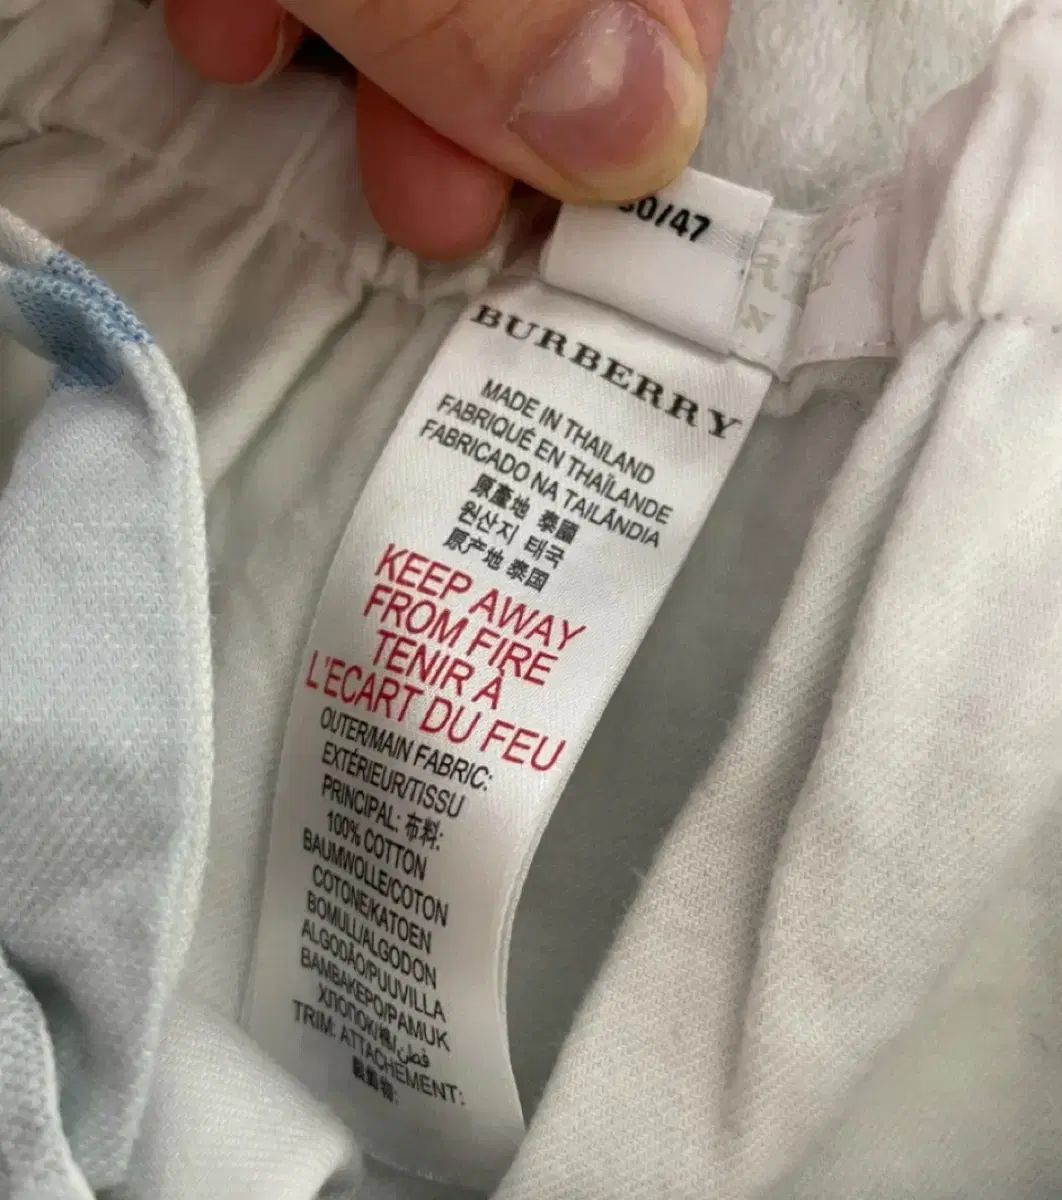 0/47
BURBERRY
MADE IN THAILAND
FABRIQUÉ EN THAÏLANDE
FABRICADO NA TAILÂNDIA
原產地 泰國
원산지 태국
原产地 泰国
KEEP AWAY
FROM FIRE
TENIR À
L'ECART DU FEU
OUTER/MAIN FABRIC:
EXTÉRIEUR/TISSU
PRINCIPAL: 布料:
100% COTTON
BAUMWOLLE/COTON
COTONE/KATOEN
BOMULL/ALGODON
ALGODÃO/PUUVILLA
BAMBAKEPO/PAMUK
ХЛОПОК/棉/قطن
TRIM: ATTACHEMENT:
裝飾物: